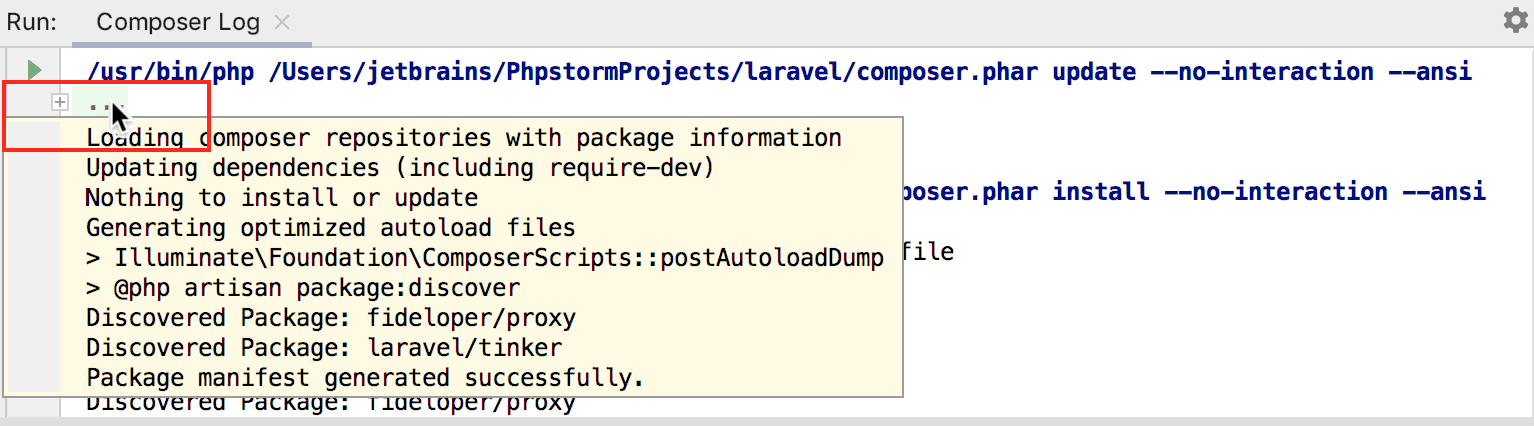 Run: Composer Log
/usr/bin/php /Users/jetbrains/PhpstormProjects/laravel/composer.phar update --no-interaction --ansi
...
Loading composer repositories with package information
Updating dependencies (including require-dev)
Nothing to install or update
poser.phar install --no-interaction --ansi
Generating optimized autoload files
> Illuminate\Foundation\ComposerScripts::postAutoloadDump
file
> @php artisan package:discover
Discovered Package: fideloper/proxy
Discovered Package: laravel/tinker
Package manifest generated successfully.
Discovered Package: fideloper/proxy